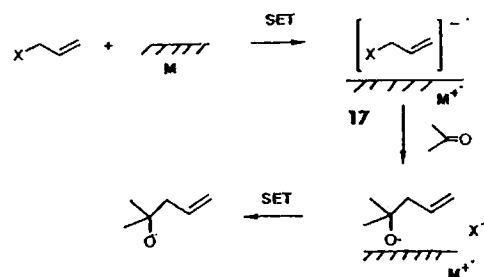 SET
X + M [X]⁻·
M⁺·
17
=O
SET
O⁻ O· X⁻
M⁺·